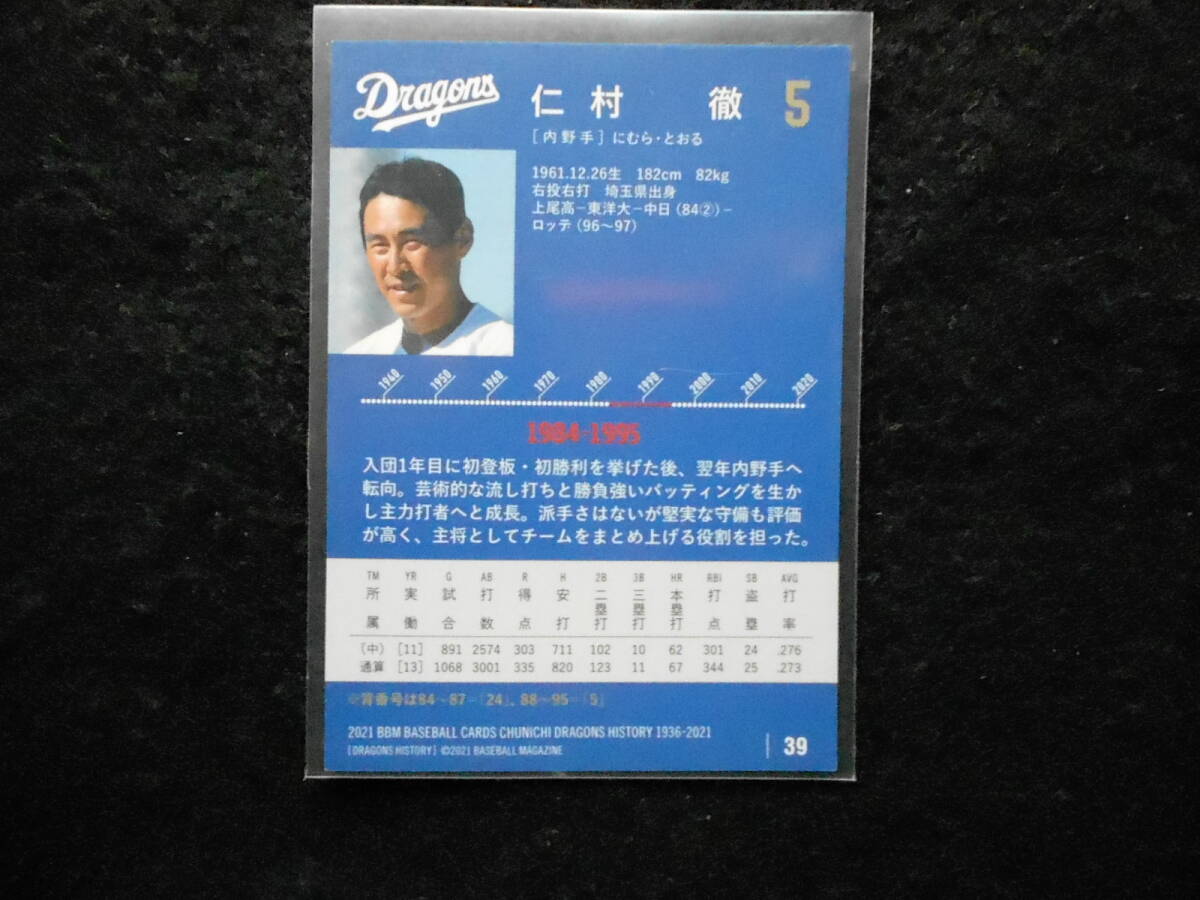 Dragons
仁村 徹 5
[内野手] にむら・とおる
1961.12.26生 182cm 82kg
右投右打 埼玉県出身
上尾高−東洋大−中日(84②)−
ロッテ(96〜97)
1940 1950 1960 1970 1980 1990 2000 2010 2020
1984-1995
入団1年目に初登板・初勝利を挙げた後、翌年内野手へ
転向。芸術的な流し打ちと勝負強いバッティングを生か
し主力打者へと成長。派手さはないが堅実な守備も評価
が高く、主将としてチームをまとめ上げる役割を担った。
TM YR G AB R H 2B 3B HR RBI SB AVG
所属 実働 試合 打数 得点 安打 二塁打 三塁打 本塁打 打点 盗塁 打率
(中) [11] 891 2574 303 711 102 10 62 301 24 .276
通算 [13] 1068 3001 335 820 123 11 67 344 25 .273
※背番号は84〜87=「24」、88〜95=「5」
2021 BBM BASEBALL CARDS CHUNICHI DRAGONS HISTORY 1936-2021
[DRAGONS HISTORY] ©2021 BASEBALL MAGAZINE
39